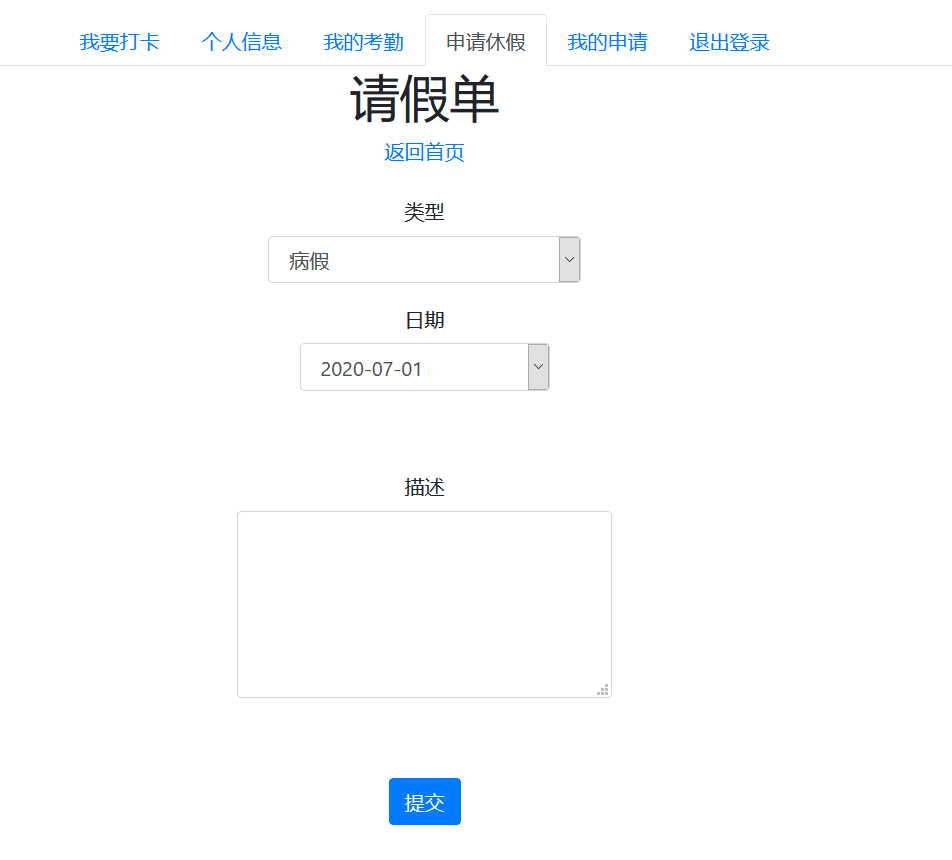 我要打卡 个人信息 我的考勤 申请休假 我的申请 退出登录
请假单
返回首页
类型
病假
日期
2020-07-01
描述
提交